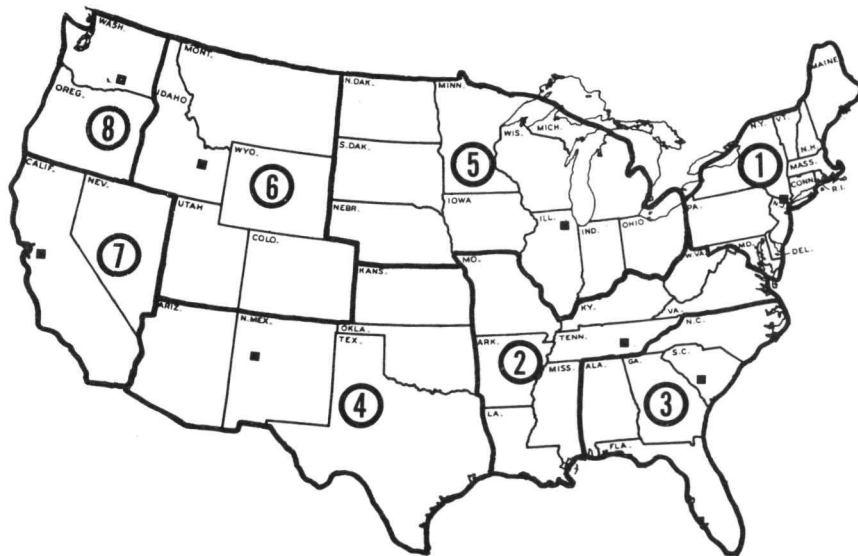 WASH.
MONT.
N.DAK.
MINN.
MAINE
OREG.
IDAHO
8
S.DAK.
WIS.
MICH.
N.Y.
VT.
N.H.
MASS.
CONN.
R.I.
1
5
CALIF.
NEV.
WYO.
6
NEBR.
IOWA
PA.
N.J.
UTAH
COLO.
ILL.
IND.
OHIO
W.VA.
MD.
DEL.
7
KANS.
MO.
KY.
VA.
ARIZ.
N.MEX.
OKLA.
TEX.
ARK.
TENN.
N.C.
2
MISS.
ALA.
GA.
S.C.
4
LA.
3
FLA.